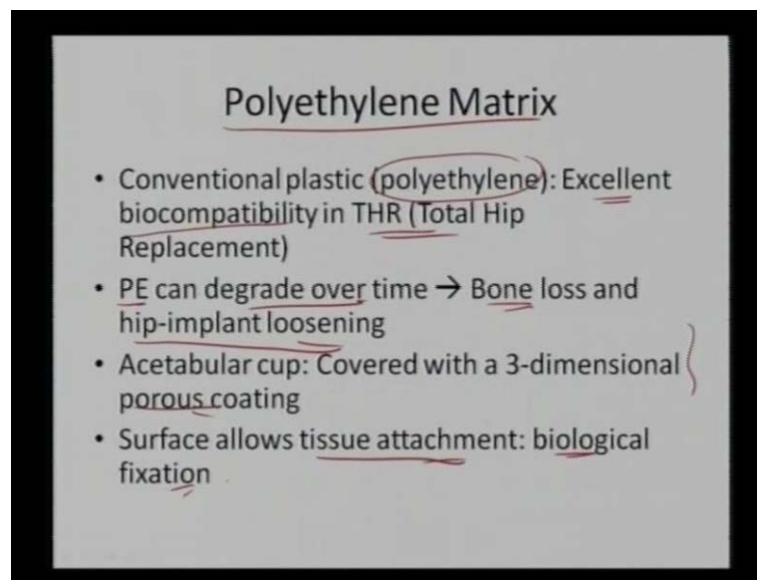 Polyethylene Matrix
• Conventional plastic (polyethylene): Excellent
biocompatibility in THR (Total Hip
Replacement)
• PE can degrade over time → Bone loss and
hip-implant loosening
• Acetabular cup: Covered with a 3-dimensional
porous coating
• Surface allows tissue attachment: biological
fixation